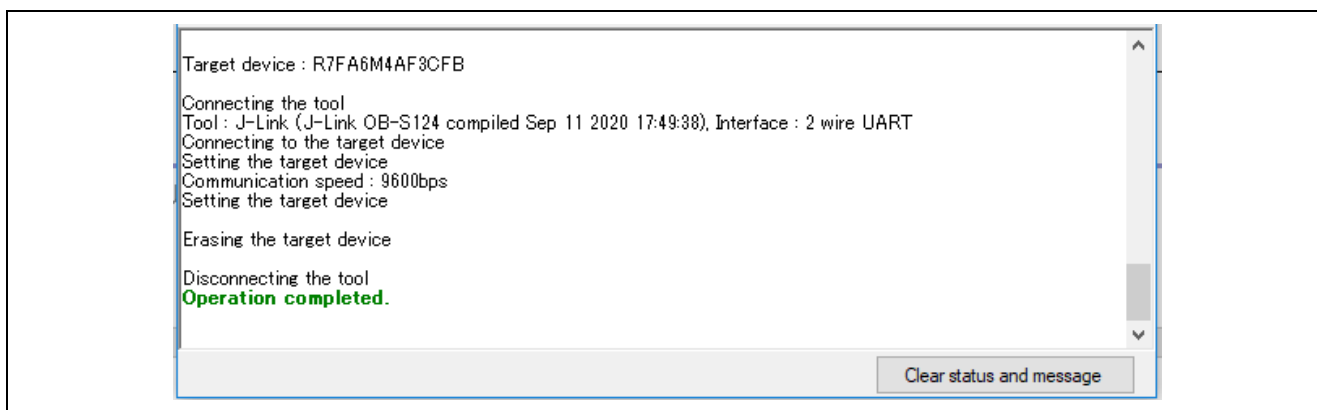 Target device : R7FA6M4AF3CFB
Connecting the tool
Tool : J-Link (J-Link OB-S124 compiled Sep 11 2020 17:49:38), Interface : 2 wire UART
Connecting to the target device
Setting the target device
Communication speed : 9600bps
Setting the target device
Erasing the target device
Disconnecting the tool
Operation completed.
Clear status and message